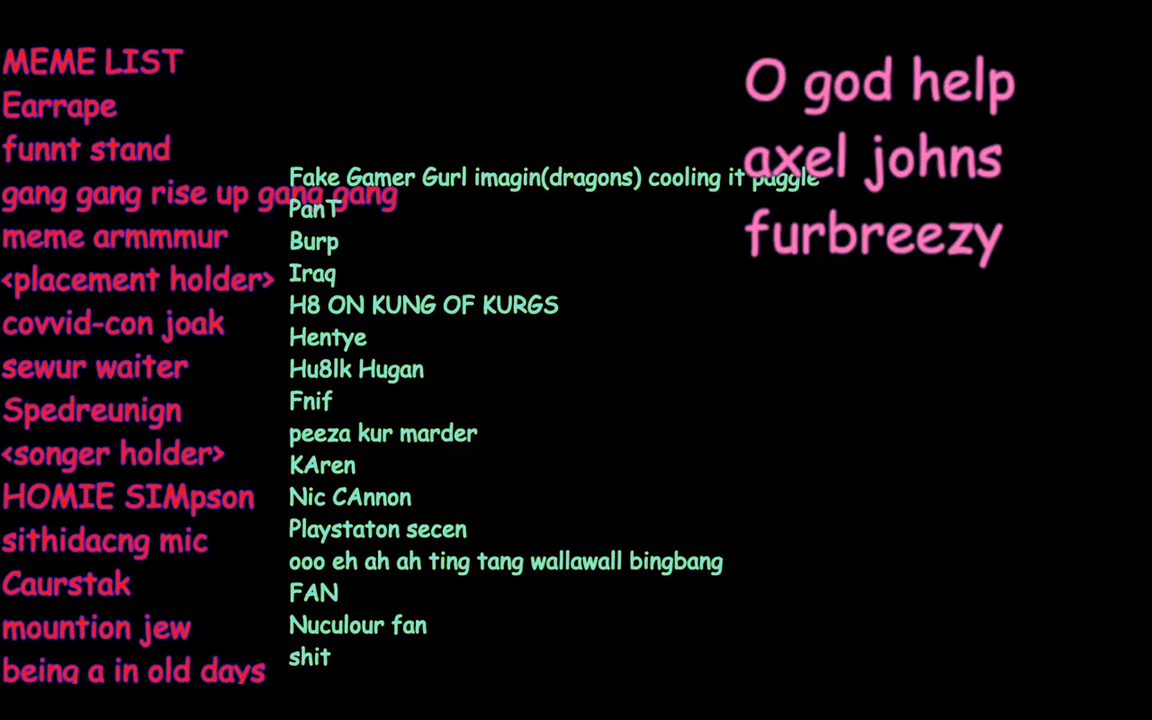 MEME LIST
Earrape
funnt stand
gang gang rise up gang gang
meme armmmur
<placement holder>
covvid-con joak
sewur waiter
Spedreunign
<songer holder>
HOMIE SIMpson
sithidacng mic
Caurstak
mountion jew
being a in old days
Fake Gamer Gurl imagin(dragons) cooling it puggle
PanT
Burp
Iraq
H8 ON KUNG OF KURGS
Hentye
Hu8lk Hugan
Fnif
peeza kur marder
KAren
Nic CAnnon
Playstaton secen
ooo eh ah ah ting tang wallawall bingbang
FAN
Nuculour fan
shit
O god help
axel johns
furbreezy